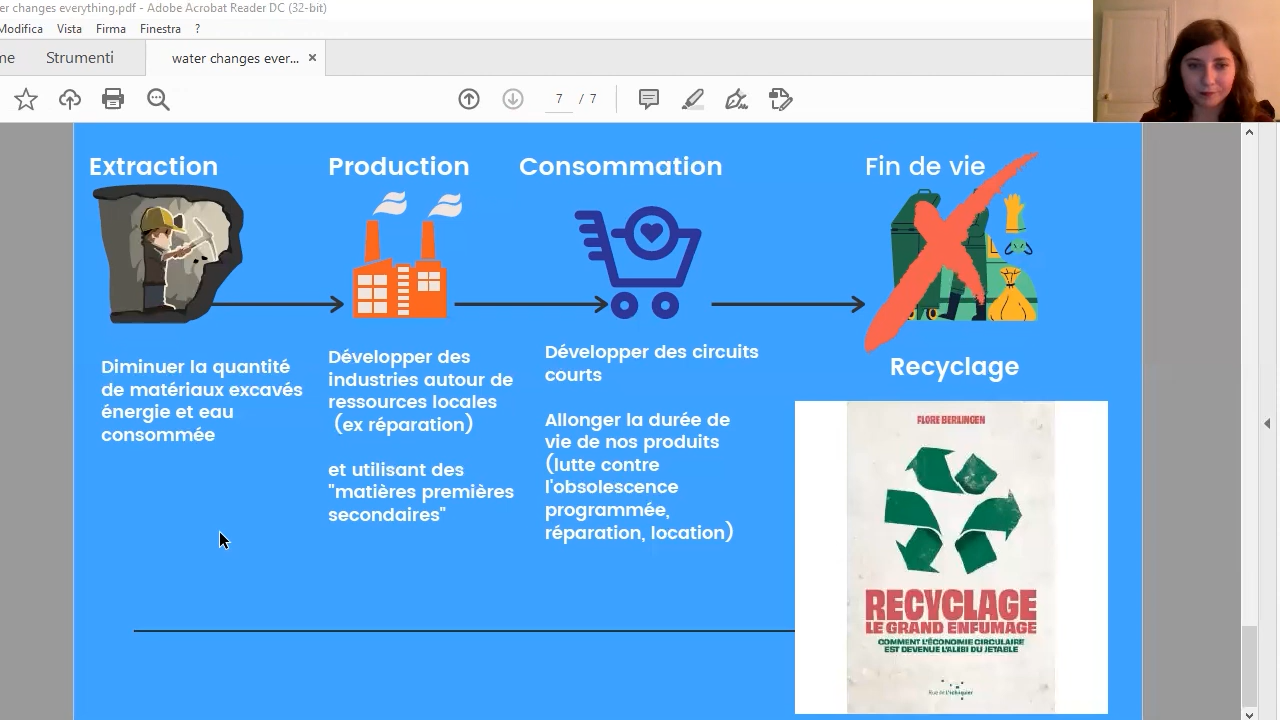 er changes everything.pdf - Adobe Acrobat Reader DC (32-bit)
Modifica Vista Firma Finestra ?
me Strumenti water changes ever... ×
7 / 7
Extraction
Production
Consommation
Fin de vie
Diminuer la quantité
de matériaux excavés
énergie et eau
consommée
Développer des
industries autour de
ressources locales
(ex réparation)
et utilisant des
"matières premières
secondaires"
Développer des circuits
courts
Allonger la durée de
vie de nos produits
(lutte contre
l'obsolescence
programmée,
réparation, location)
Recyclage
FLORE BERLINGEN
RECYCLAGE
LE GRAND ENFUMAGE
COMMENT L'ÉCONOMIE CIRCULAIRE
EST DEVENUE L'ALIBI DU JETABLE
Rue de l'échiquier